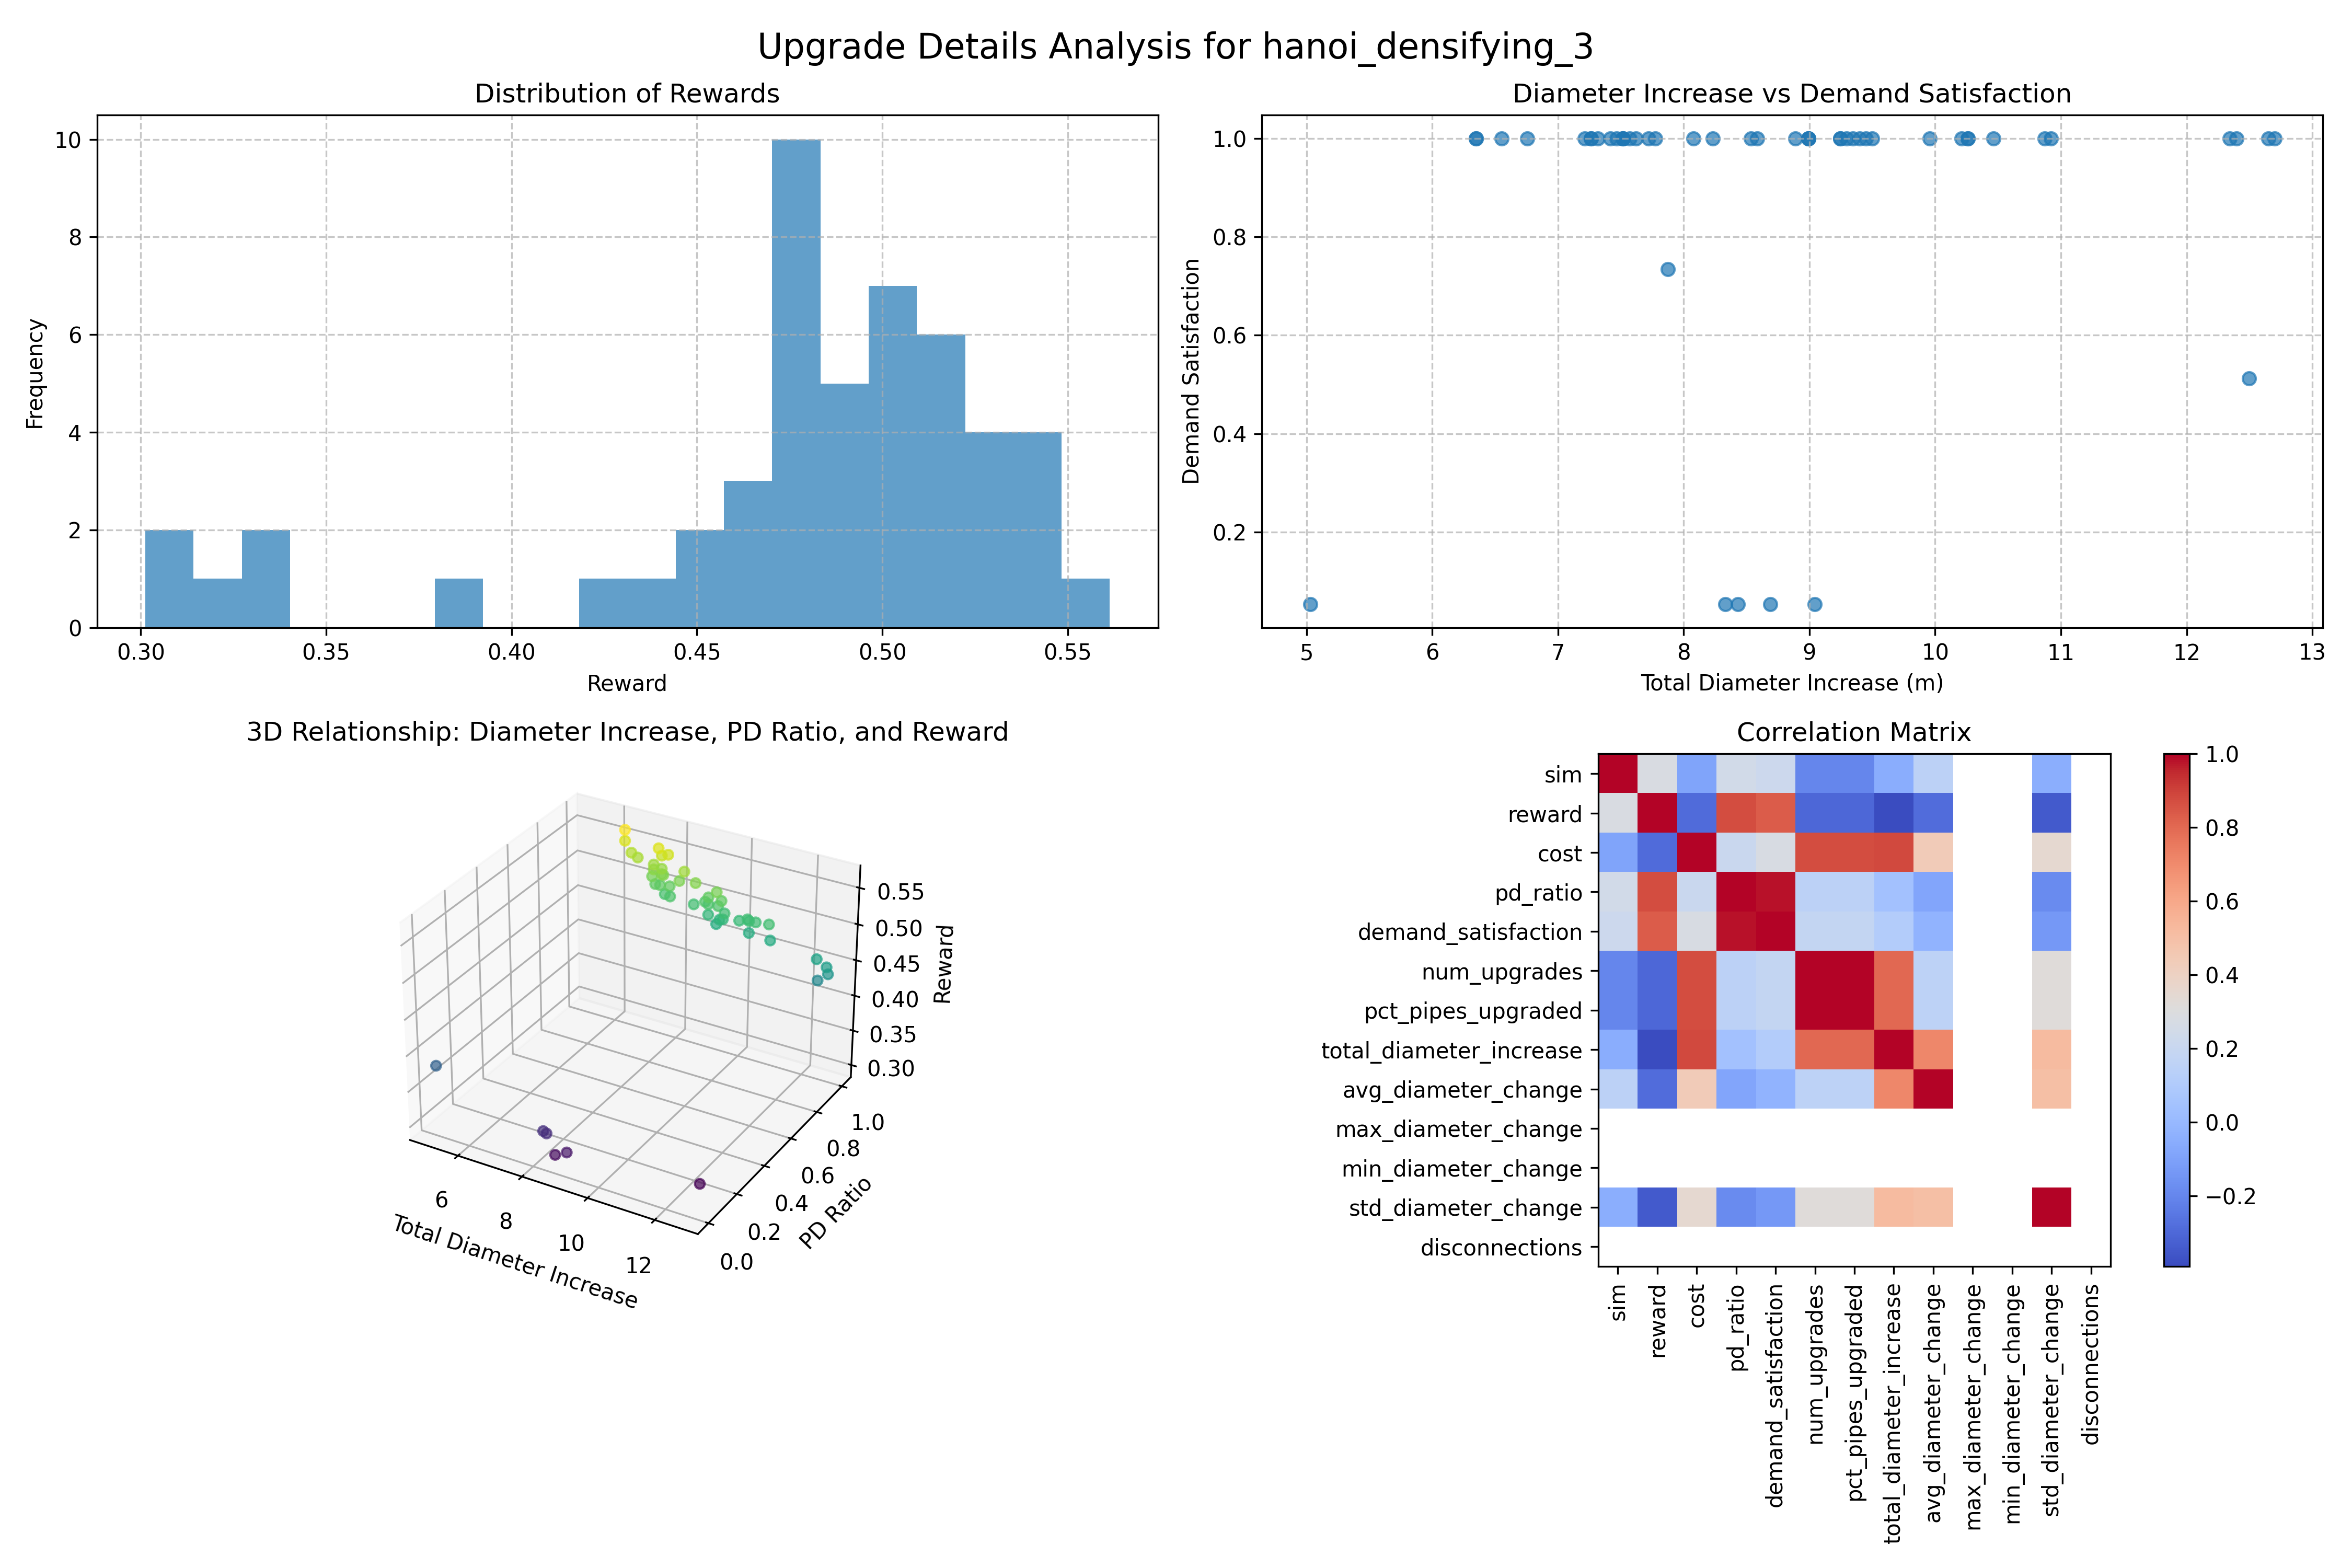 Upgrade Details Analysis for hanoi_densifying_3
Distribution of Rewards
10
8
6
4
2
0
Frequency
0.30 0.35 0.40 0.45 0.50 0.55
Reward
Diameter Increase vs Demand Satisfaction
1.0
0.8
0.6
0.4
0.2
Demand Satisfaction
5 6 7 8 9 10 11 12 13
Total Diameter Increase (m)
3D Relationship: Diameter Increase, PD Ratio, and Reward
0.55
0.50
0.45
0.40
0.35
0.30
Reward
1.0
0.8
0.6
0.4
0.2
0.0
PD Ratio
6
8
10
12
Total Diameter Increase
Correlation Matrix
sim
reward
cost
pd_ratio
demand_satisfaction
num_upgrades
pct_pipes_upgraded
total_diameter_increase
avg_diameter_change
max_diameter_change
min_diameter_change
std_diameter_change
disconnections
sim
reward
cost
pd_ratio
demand_satisfaction
num_upgrades
pct_pipes_upgraded
total_diameter_increase
avg_diameter_change
max_diameter_change
min_diameter_change
std_diameter_change
disconnections
1.0
0.8
0.6
0.4
0.2
0.0
−0.2